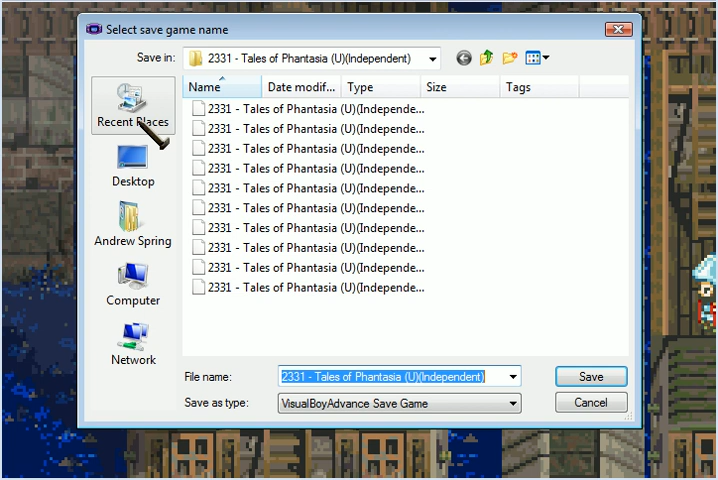 Select save game name
Save in:
2331 - Tales of Phantasia (U)(Independent)
Name
Date modif...
Type
Size
Tags
Recent Places
Desktop
Andrew Spring
Computer
Network
2331 - Tales of Phantasia (U)(Independe...
2331 - Tales of Phantasia (U)(Independe...
2331 - Tales of Phantasia (U)(Independe...
2331 - Tales of Phantasia (U)(Independe...
2331 - Tales of Phantasia (U)(Independe...
2331 - Tales of Phantasia (U)(Independe...
2331 - Tales of Phantasia (U)(Independe...
2331 - Tales of Phantasia (U)(Independe...
2331 - Tales of Phantasia (U)(Independe...
2331 - Tales of Phantasia (U)(Independe...
File name:
2331 - Tales of Phantasia (U)(Independent)
Save
Save as type:
VisualBoyAdvance Save Game
Cancel